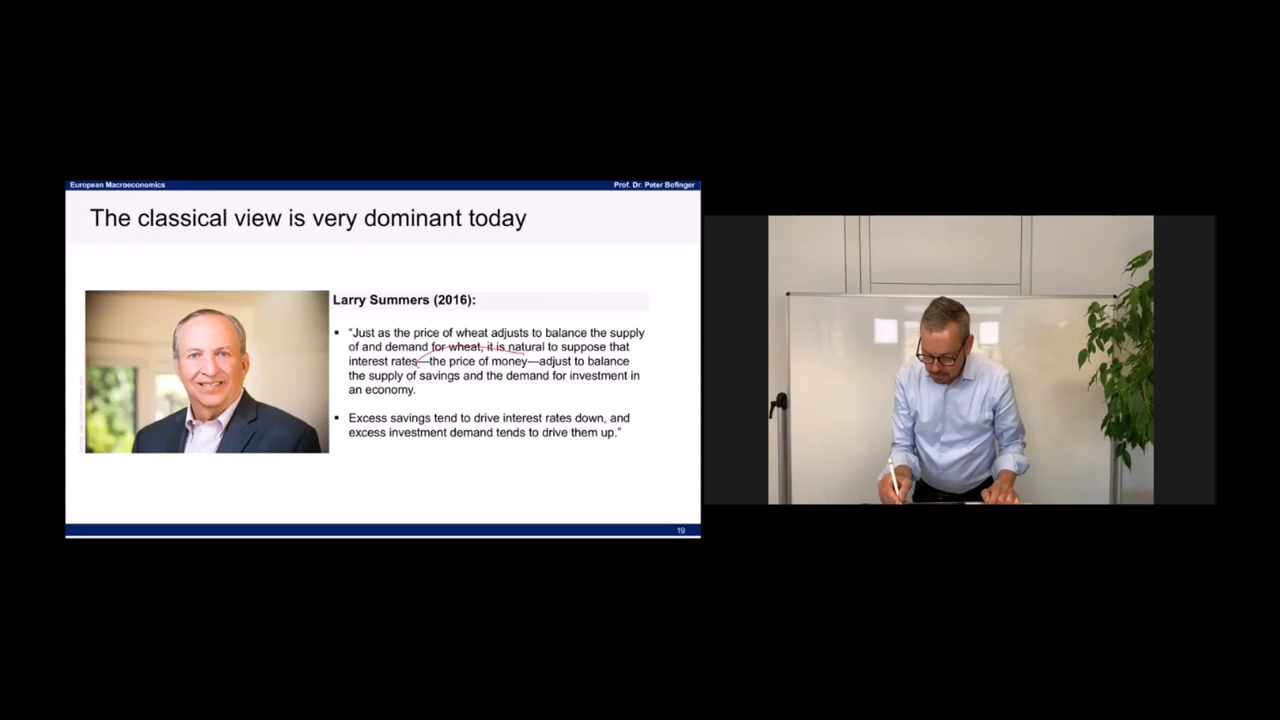 European Macroeconomics
Prof. Dr. Peter Bofinger
The classical view is very dominant today
Larry Summers (2016):
▪ "Just as the price of wheat adjusts to balance the supply
of and demand for wheat, it is natural to suppose that
interest rates—the price of money—adjust to balance
the supply of savings and the demand for investment in
an economy.
▪ Excess savings tend to drive interest rates down, and
excess investment demand tends to drive them up."
19